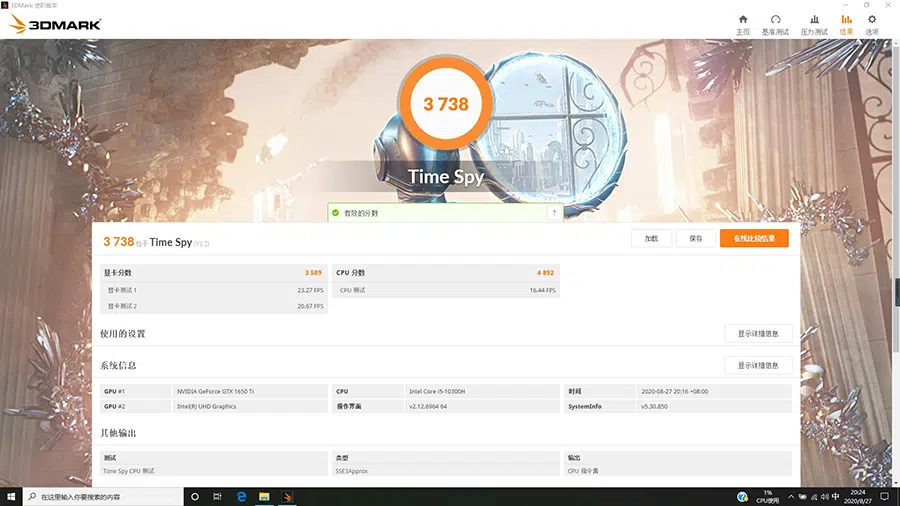 3DMark 进阶版本
3DMARK
主页 基准测试 压力测试 结果 选项
3 738
Time Spy
有效的分数 ?
3 738 位于 Time Spy (V1.2) 加载 保存 在线比较结果
显卡分数 3 589 CPU 分数 4 892
显卡测试 1 23.27 FPS CPU 测试 16.44 FPS
显卡测试 2 20.67 FPS
使用的设置 显示详细信息
系统信息 显示详细信息
GPU #1 NVIDIA GeForce GTX 1650 Ti CPU Intel Core i5-10300H 时间 2020-08-27 20:16 +08:00
GPU #2 Intel(R) UHD Graphics 操作界面 v2.12.6964 64 SystemInfo v5.30.850
其他输出
测试 类型 输出
Time Spy CPU 测试 SSE3Approx CPU 指令集
在这里输入你要搜索的内容 1% 中 20:24
CPU使用 2020/8/27